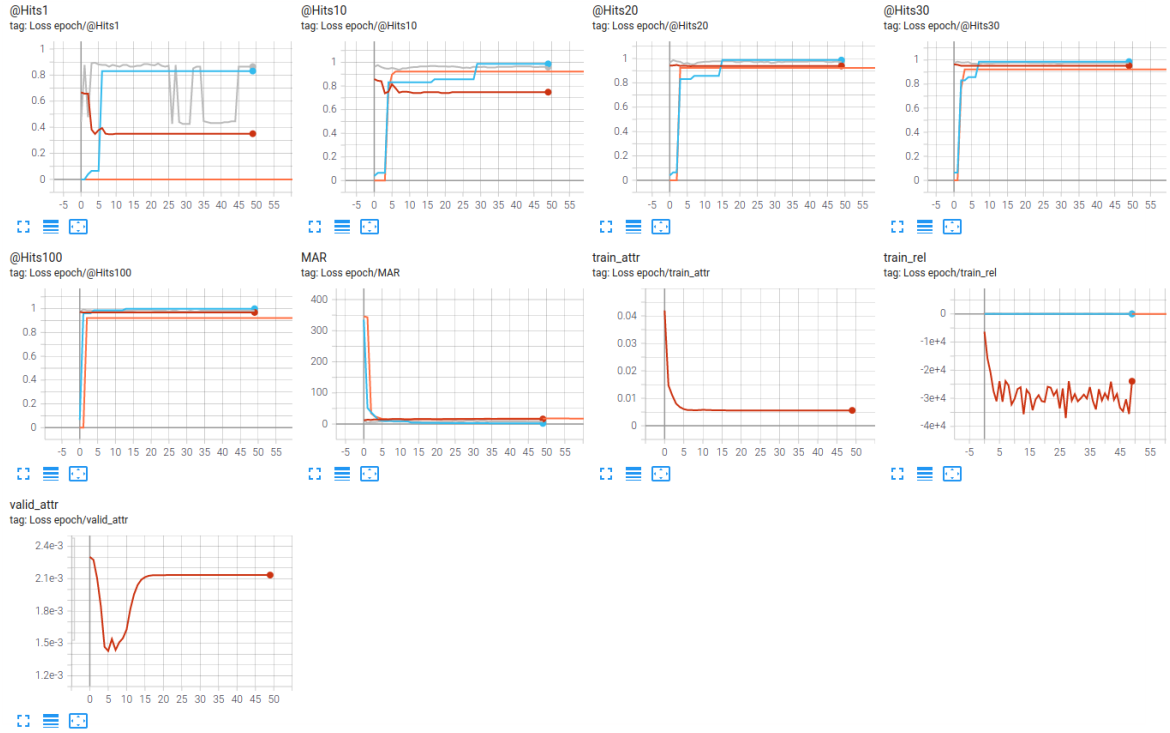 @Hits1
tag: Loss epoch/@Hits1
1
0.8
0.6
0.4
0.2
0
-5 0 5 10 15 20 25 30 35 40 45 50 55
@Hits10
tag: Loss epoch/@Hits10
1
0.8
0.6
0.4
0.2
0
-5 0 5 10 15 20 25 30 35 40 45 50 55
@Hits20
tag: Loss epoch/@Hits20
1
0.8
0.6
0.4
0.2
0
-5 0 5 10 15 20 25 30 35 40 45 50 55
@Hits30
tag: Loss epoch/@Hits30
1
0.8
0.6
0.4
0.2
0
-5 0 5 10 15 20 25 30 35 40 45 50 55
@Hits100
tag: Loss epoch/@Hits100
1
0.8
0.6
0.4
0.2
0
-5 0 5 10 15 20 25 30 35 40 45 50 55
MAR
tag: Loss epoch/MAR
400
300
200
100
0
-5 0 5 10 15 20 25 30 35 40 45 50 55
train_attr
tag: Loss epoch/train_attr
0.04
0.03
0.02
0.01
0
0 5 10 15 20 25 30 35 40 45 50
train_rel
tag: Loss epoch/train_rel
0
-1e+4
-2e+4
-3e+4
-4e+4
-5 5 15 25 35 45 55
valid_attr
tag: Loss epoch/valid_attr
2.4e-3
2.1e-3
1.8e-3
1.5e-3
1.2e-3
0 5 10 15 20 25 30 35 40 45 50